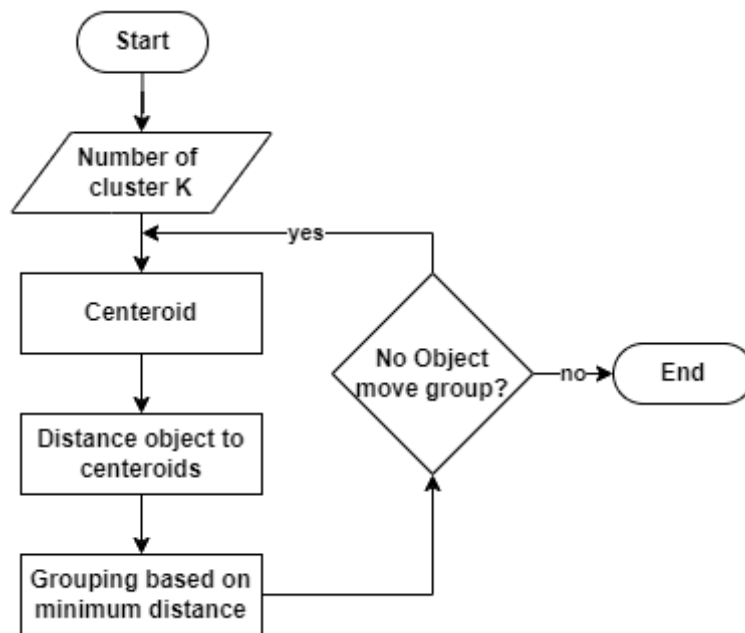 Start
Number of
cluster K
yes
Centeroid
No Object
move group?
no
End
Distance object to
centeroids
Grouping based on
minimum distance